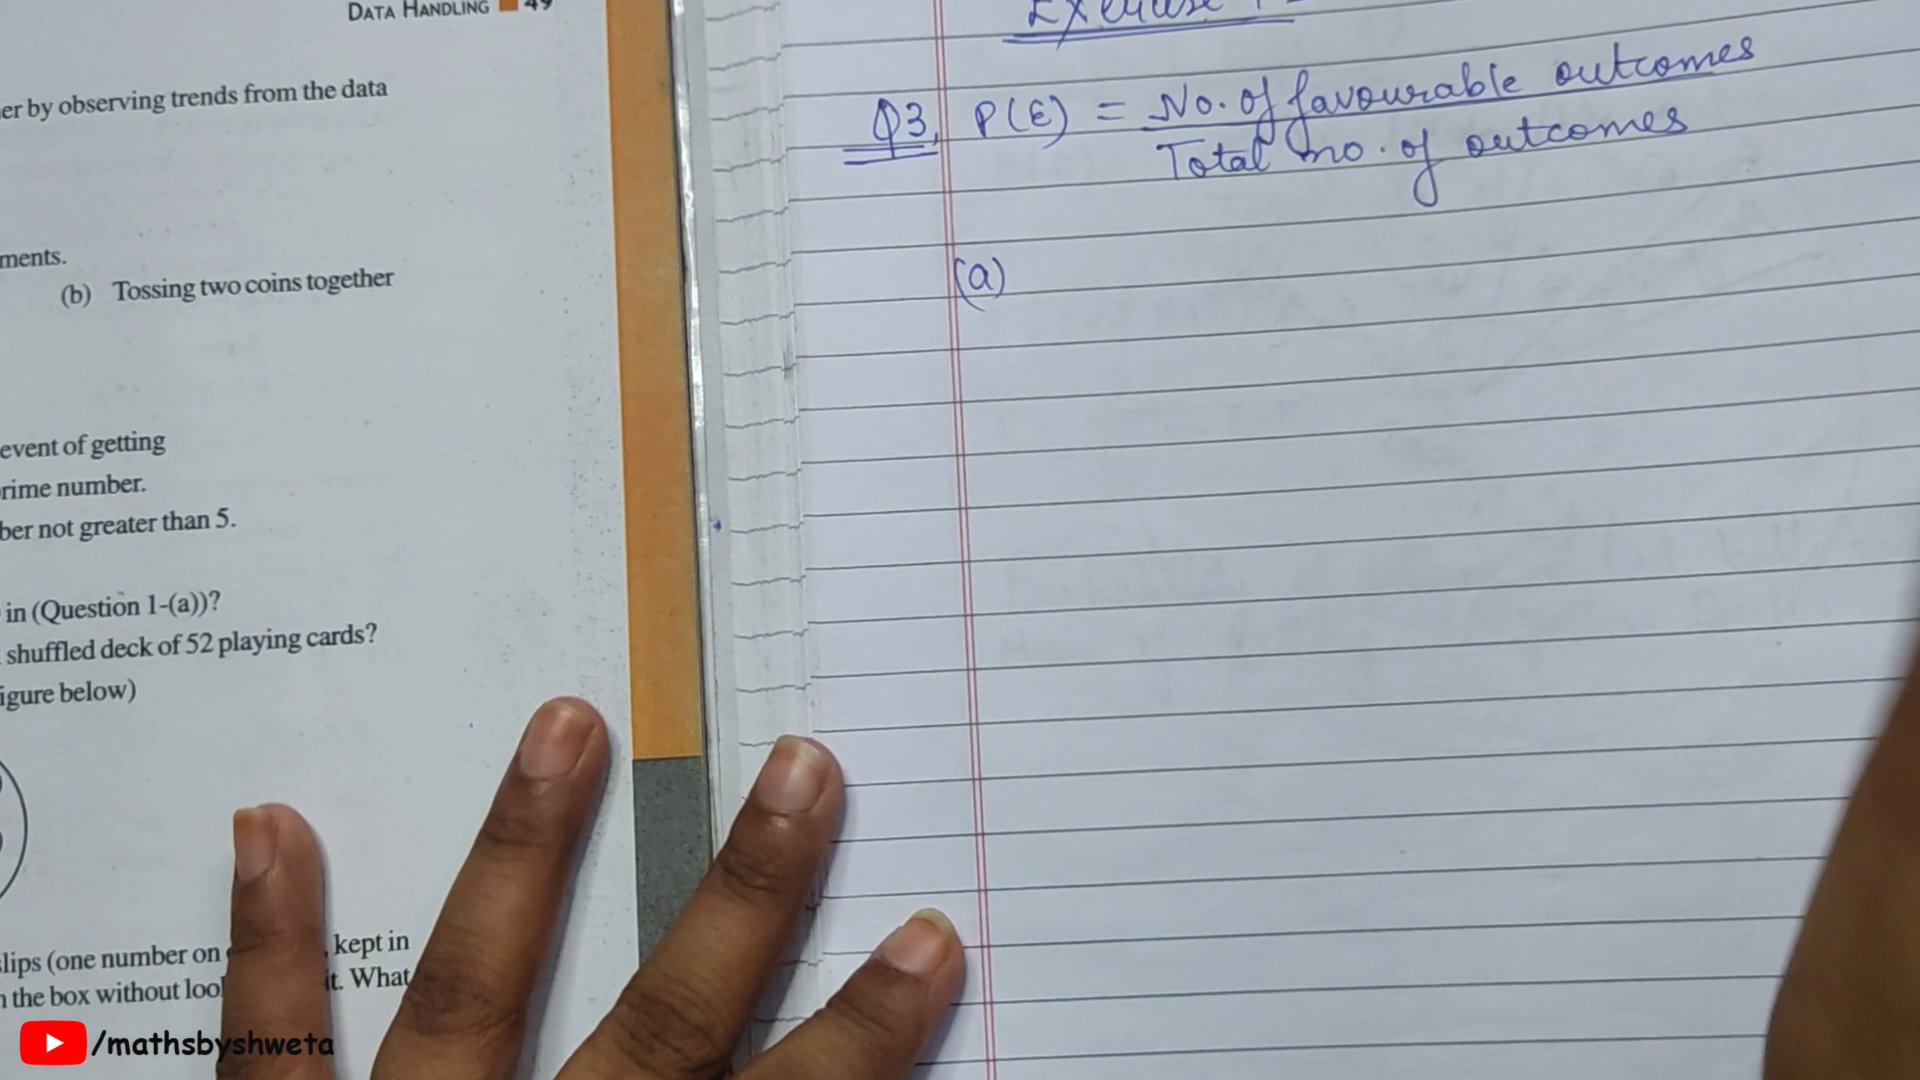 DATA HANDLING 49
er by observing trends from the data
ments.
(b) Tossing two coins together
event of getting
rime number.
ber not greater than 5.
in (Question 1-(a))?
shuffled deck of 52 playing cards?
igure below)
lips (one number on kept in
the box without loo it. What
/mathsbyshweta
Exercise
Q3, P(E) = No. of favourable outcomes
Total no. of outcomes
(a)